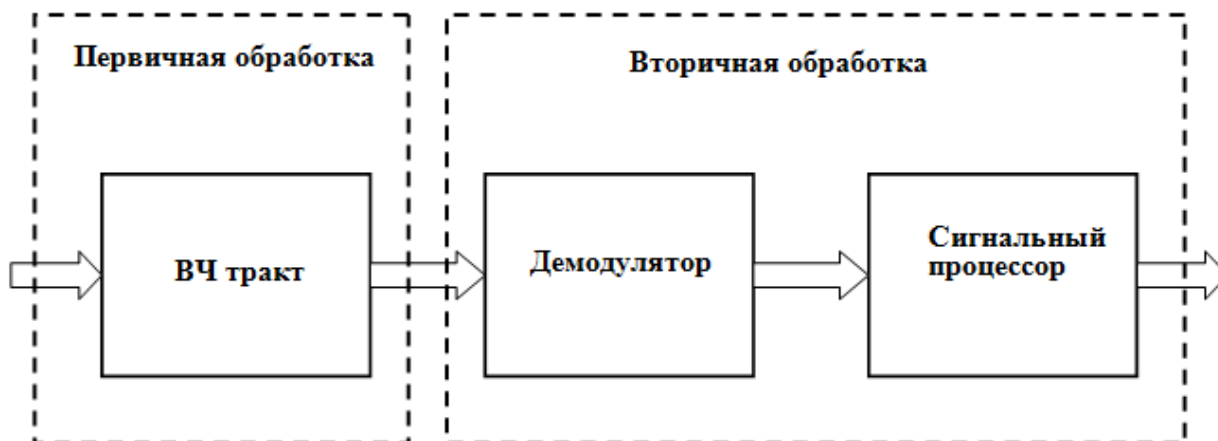 Первичная обработка
Вторичная обработка
ВЧ тракт
Демодулятор
Сигнальный
процессор